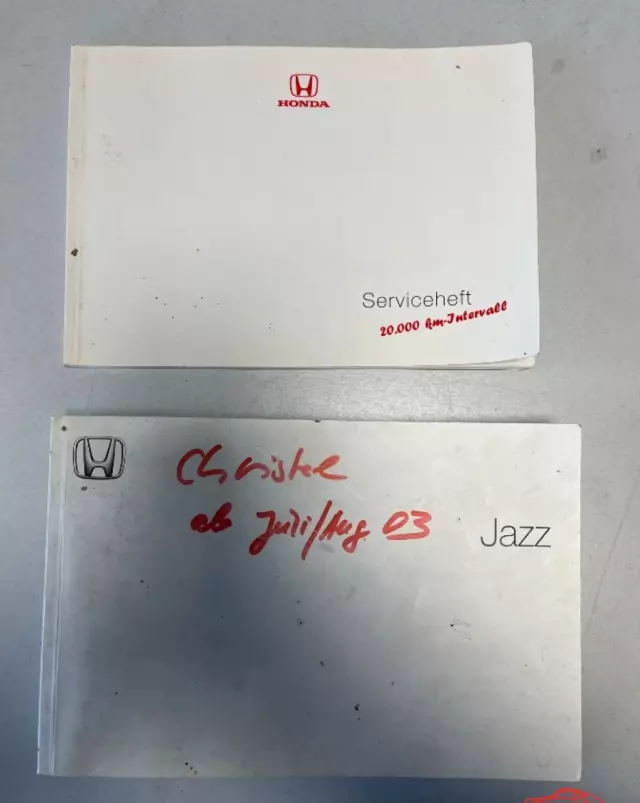 HONDA
Serviceheft
20.000 km-Intervall
Christel
ab Juli/Aug 03
Jazz